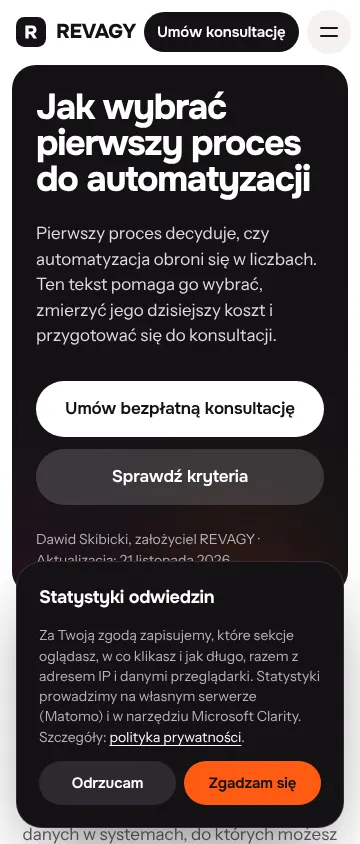 R REVAGY Umów konsultację
Jak wybrać
pierwszy proces
do automatyzacji
Pierwszy proces decyduje, czy
automatyzacja obroni się w liczbach.
Ten tekst pomaga go wybrać,
zmierzyć jego dzisiejszy koszt i
przygotować się do konsultacji.
Umów bezpłatną konsultację
Sprawdź kryteria
Dawid Skibicki, założyciel REVAGY ·
Aktualizacja: 21 listopada 2026
Statystyki odwiedzin
Za Twoją zgodą zapisujemy, które sekcje
oglądasz, w co klikasz i jak długo, razem z
adresem IP i danymi przeglądarki. Statystyki
prowadzimy na własnym serwerze
(Matomo) i w narzędziu Microsoft Clarity.
Szczegóły: polityka prywatności.
Odrzucam
Zgadzam się
danych w systemach, do których możesz